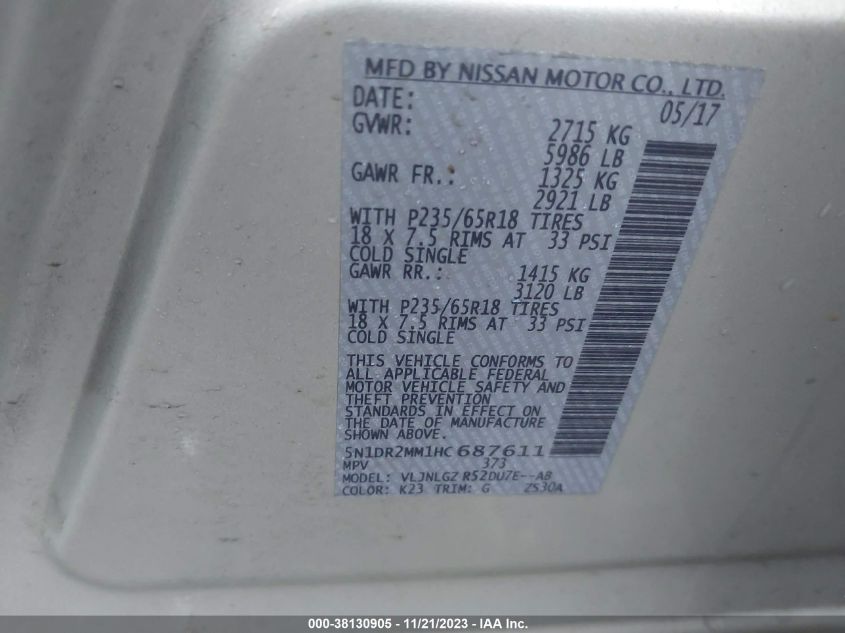 MFD BY NISSAN MOTOR CO., LTD.
DATE: 05/17
GVWR: 2715 KG
5986 LB
GAWR FR.: 1325 KG
2921 LB
WITH P235/65R18 TIRES
18 X 7.5 RIMS AT 33 PSI
COLD SINGLE
GAWR RR.: 1415 KG
3120 LB
WITH P235/65R18 TIRES
18 X 7.5 RIMS AT 33 PSI
COLD SINGLE
THIS VEHICLE CONFORMS TO
ALL APPLICABLE FEDERAL
MOTOR VEHICLE SAFETY AND
THEFT PREVENTION
STANDARDS IN EFFECT ON
THE DATE OF MANUFACTURE
SHOWN ABOVE.
5N1DR2MM1HC687611
MPV 373
MODEL: VLJNLGZ R52DU7E--AB
COLOR: K23 TRIM: G ZS30A
000-38130905 - 11/21/2023 - IAA Inc.